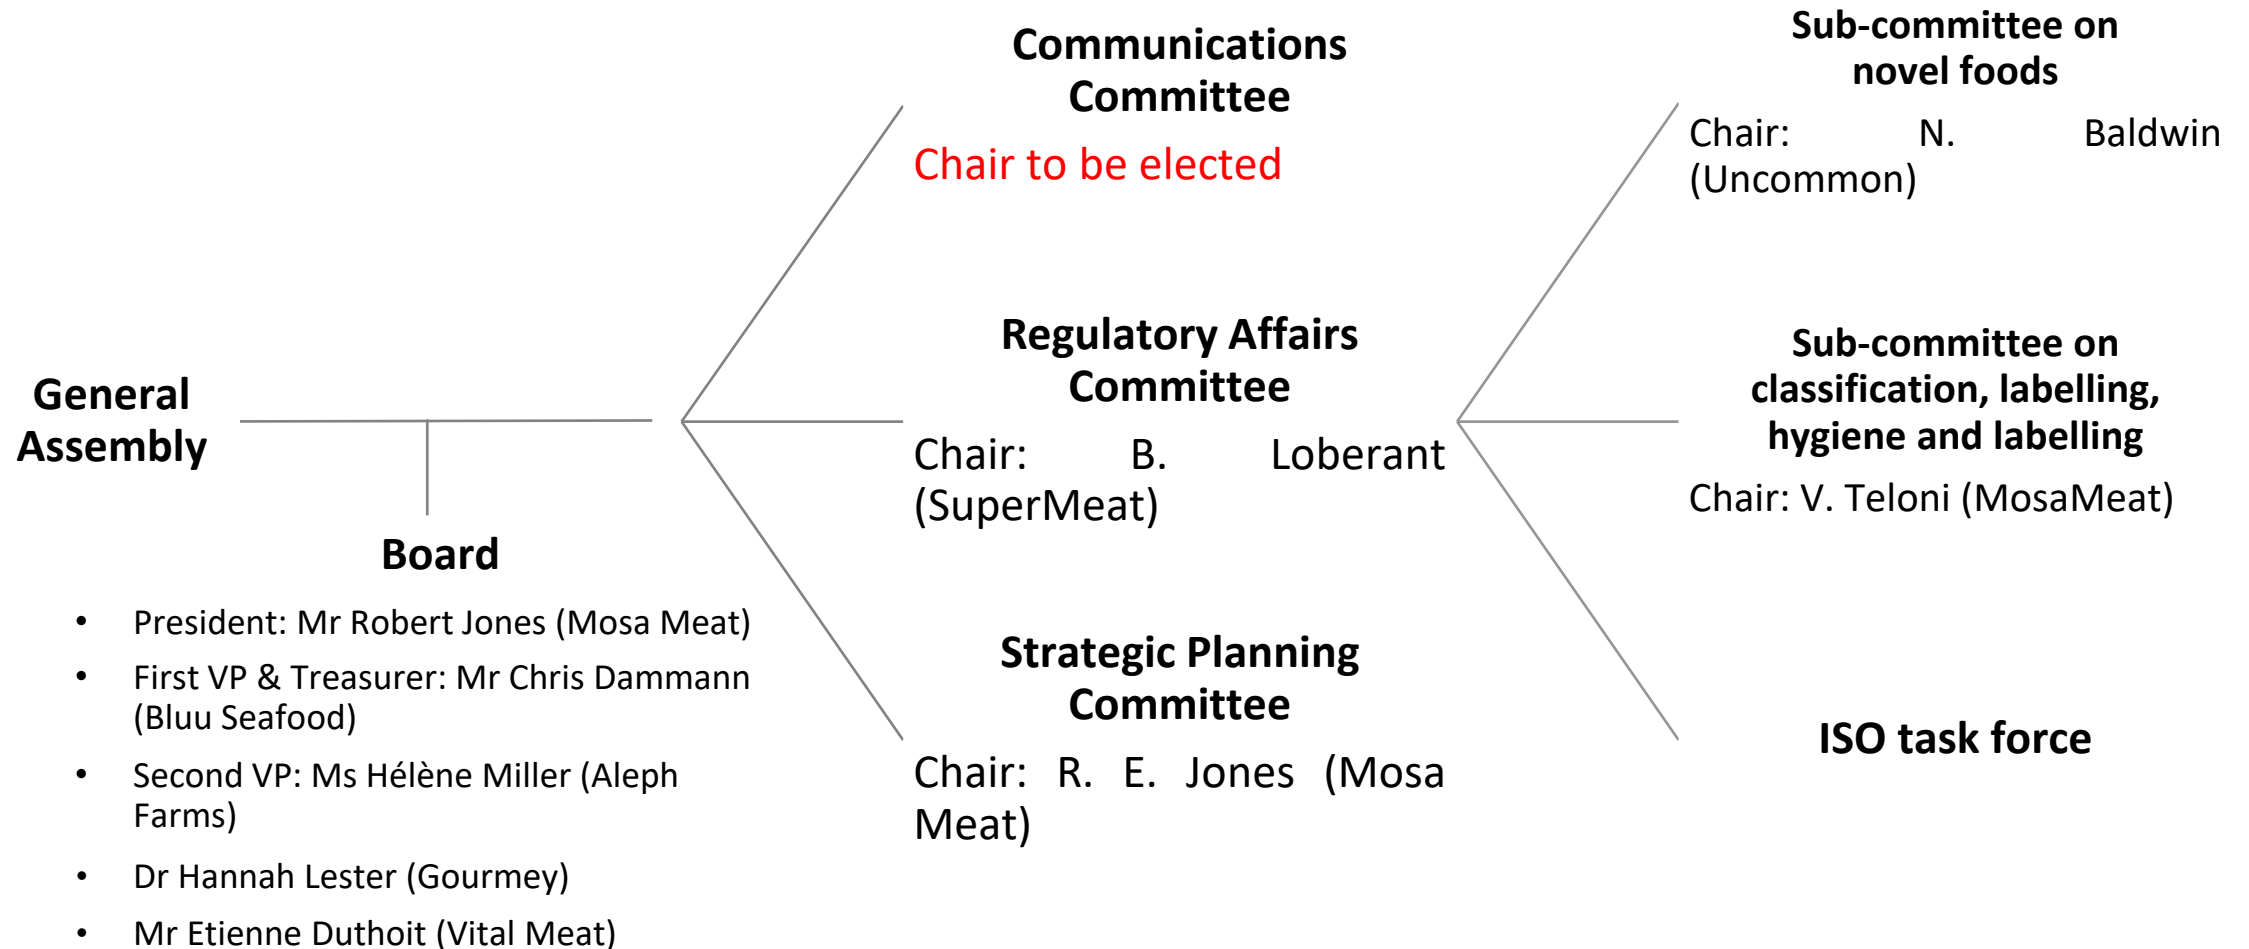 General
Assembly
Board
• President: Mr Robert Jones (Mosa Meat)
• First VP & Treasurer: Mr Chris Dammann
(Bluu Seafood)
• Second VP: Ms Hélène Miller (Aleph
Farms)
• Dr Hannah Lester (Gourmey)
• Mr Etienne Duthoit (Vital Meat)
Communications
Committee
Chair to be elected
Regulatory Affairs
Committee
Chair: B. Loberant
(SuperMeat)
Strategic Planning
Committee
Chair: R. E. Jones (Mosa
Meat)
Sub-committee on
novel foods
Chair: N. Baldwin
(Uncommon)
Sub-committee on
classification, labelling,
hygiene and labelling
Chair: V. Teloni (MosaMeat)
ISO task force